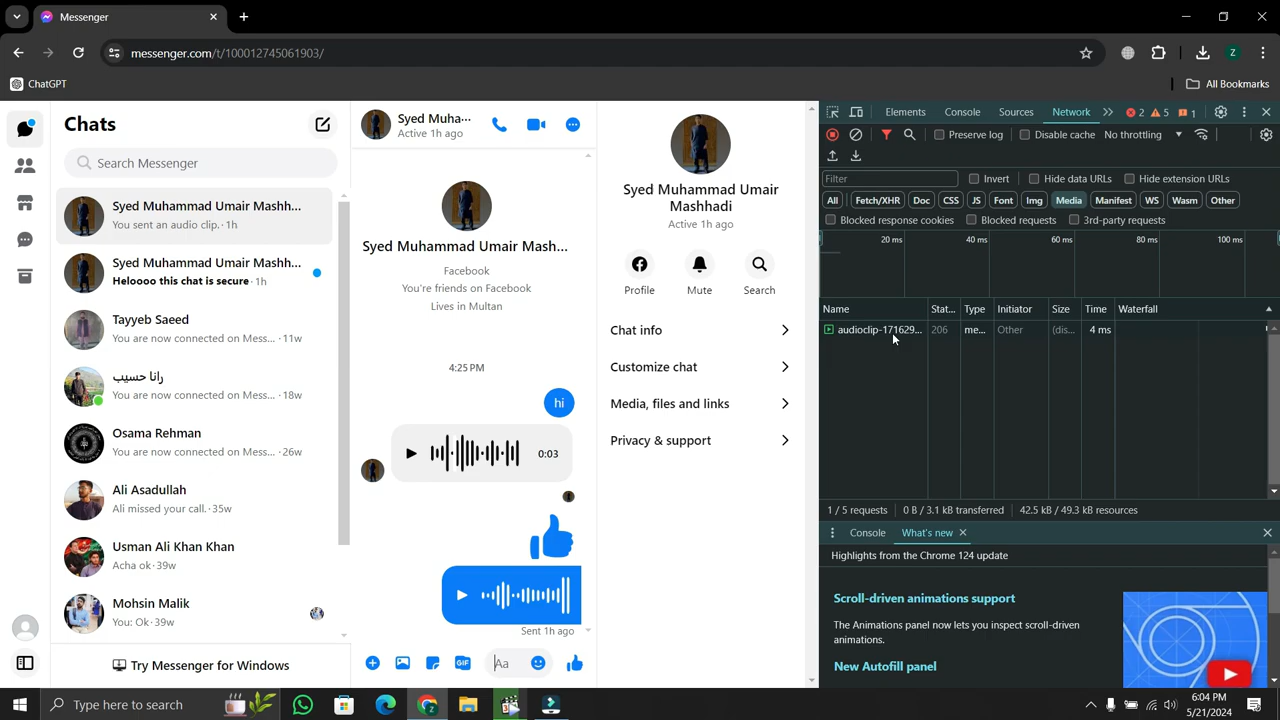 Messenger
messenger.com/t/100012745061903/
Z
ChatGPT
All Bookmarks
Chats
Search Messenger
Syed Muhammad Umair Mashh...
You sent an audio clip. · 1h
Syed Muhammad Umair Mashh...
Heloooo this chat is secure · 1h
Tayyeb Saeed
You are now connected on Mess... · 11w
رانا حسیب
You are now connected on Mess... · 18w
Osama Rehman
You are now connected on Mess... · 26w
Ali Asadullah
Ali missed your call. · 35w
Usman Ali Khan Khan
Acha ok · 39w
Mohsin Malik
You: Ok · 39w
Try Messenger for Windows
Syed Muha...
Active 1h ago
Syed Muhammad Umair Mash...
Facebook
You're friends on Facebook
Lives in Multan
4:25 PM
hi
0:03
Sent 1h ago
GIF
Aa
Syed Muhammad Umair
Mashhadi
Active 1h ago
Profile
Mute
Search
Chat info
Customize chat
Media, files and links
Privacy & support
Elements
Console
Sources
Network
2
5
1
Preserve log
Disable cache
No throttling
Filter
Invert
Hide data URLs
Hide extension URLs
All
Fetch/XHR
Doc
CSS
JS
Font
Img
Media
Manifest
WS
Wasm
Other
Blocked response cookies
Blocked requests
3rd-party requests
20 ms
40 ms
60 ms
80 ms
100 ms
Name
Stat...
Type
Initiator
Size
Time
Waterfall
audioclip-171629...
206
me...
Other
(dis...
4 ms
1 / 5 requests
0 B / 3.1 kB transferred
42.5 kB / 49.3 kB resources
Console
What's new
Highlights from the Chrome 124 update
Scroll-driven animations support
The Animations panel now lets you inspect scroll-driven
animations.
New Autofill panel
Type here to search
6:04 PM
5/21/2024